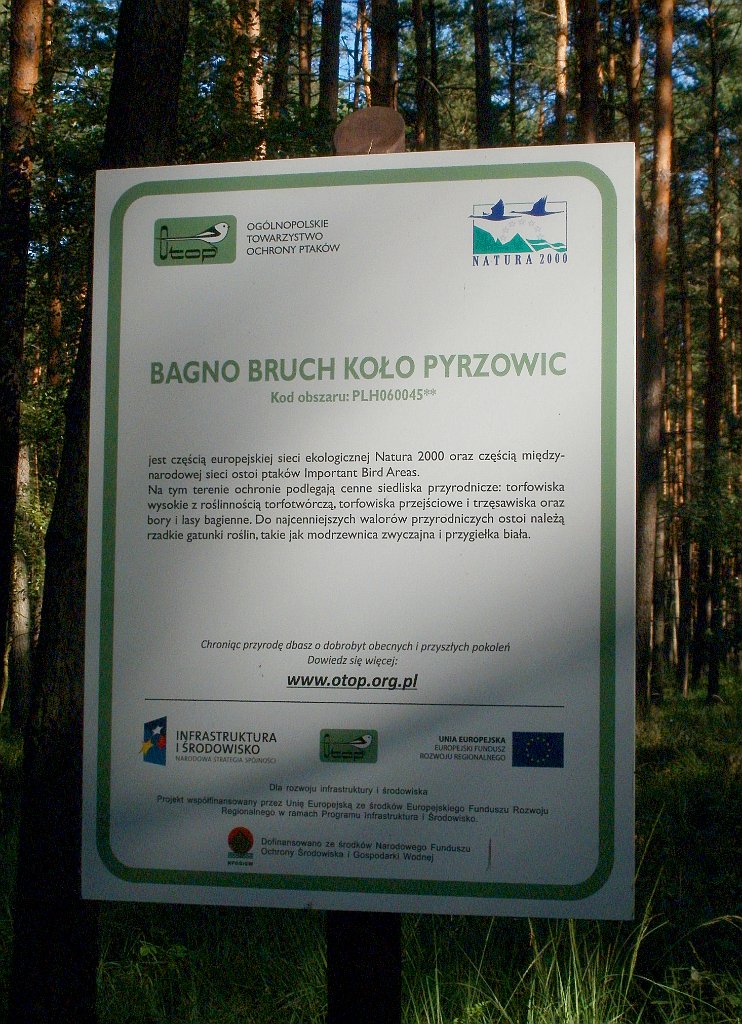 otop
OGÓLNOPOLSKIE
TOWARZYSTWO
OCHRONY PTAKÓW
NATURA 2000
BAGNO BRUCH KOŁO PYRZOWIC
Kod obszaru: PLH060045**
jest częścią europejskiej sieci ekologicznej Natura 2000 oraz częścią między-
narodowej sieci ostoi ptaków Important Bird Areas.
Na tym terenie ochronie podlegają cenne siedliska przyrodnicze: torfowiska
wysokie z roślinnością torfotwórczą, torfowiska przejściowe i trzęsawiska oraz
bory i lasy bagienne. Do najcenniejszych walorów przyrodniczych ostoi należą
rzadkie gatunki roślin, takie jak modrzewnica zwyczajna i przygiełka biała.
Chroniąc przyrodę dbasz o dobrobyt obecnych i przyszłych pokoleń
Dowiedz się więcej:
www.otop.org.pl
INFRASTRUKTURA
I ŚRODOWISKO
NARODOWA STRATEGIA SPÓJNOŚCI
otop
UNIA EUROPEJSKA
EUROPEJSKI FUNDUSZ
ROZWOJU REGIONALNEGO
Dla rozwoju infrastruktury i środowiska
Projekt współfinansowany przez Unię Europejską ze środków Europejskiego Funduszu Rozwoju
Regionalnego w ramach Programu Infrastruktura i Środowisko.
NFOŚiGW
Dofinansowano ze środków Narodowego Funduszu
Ochrony Środowiska i Gospodarki Wodnej